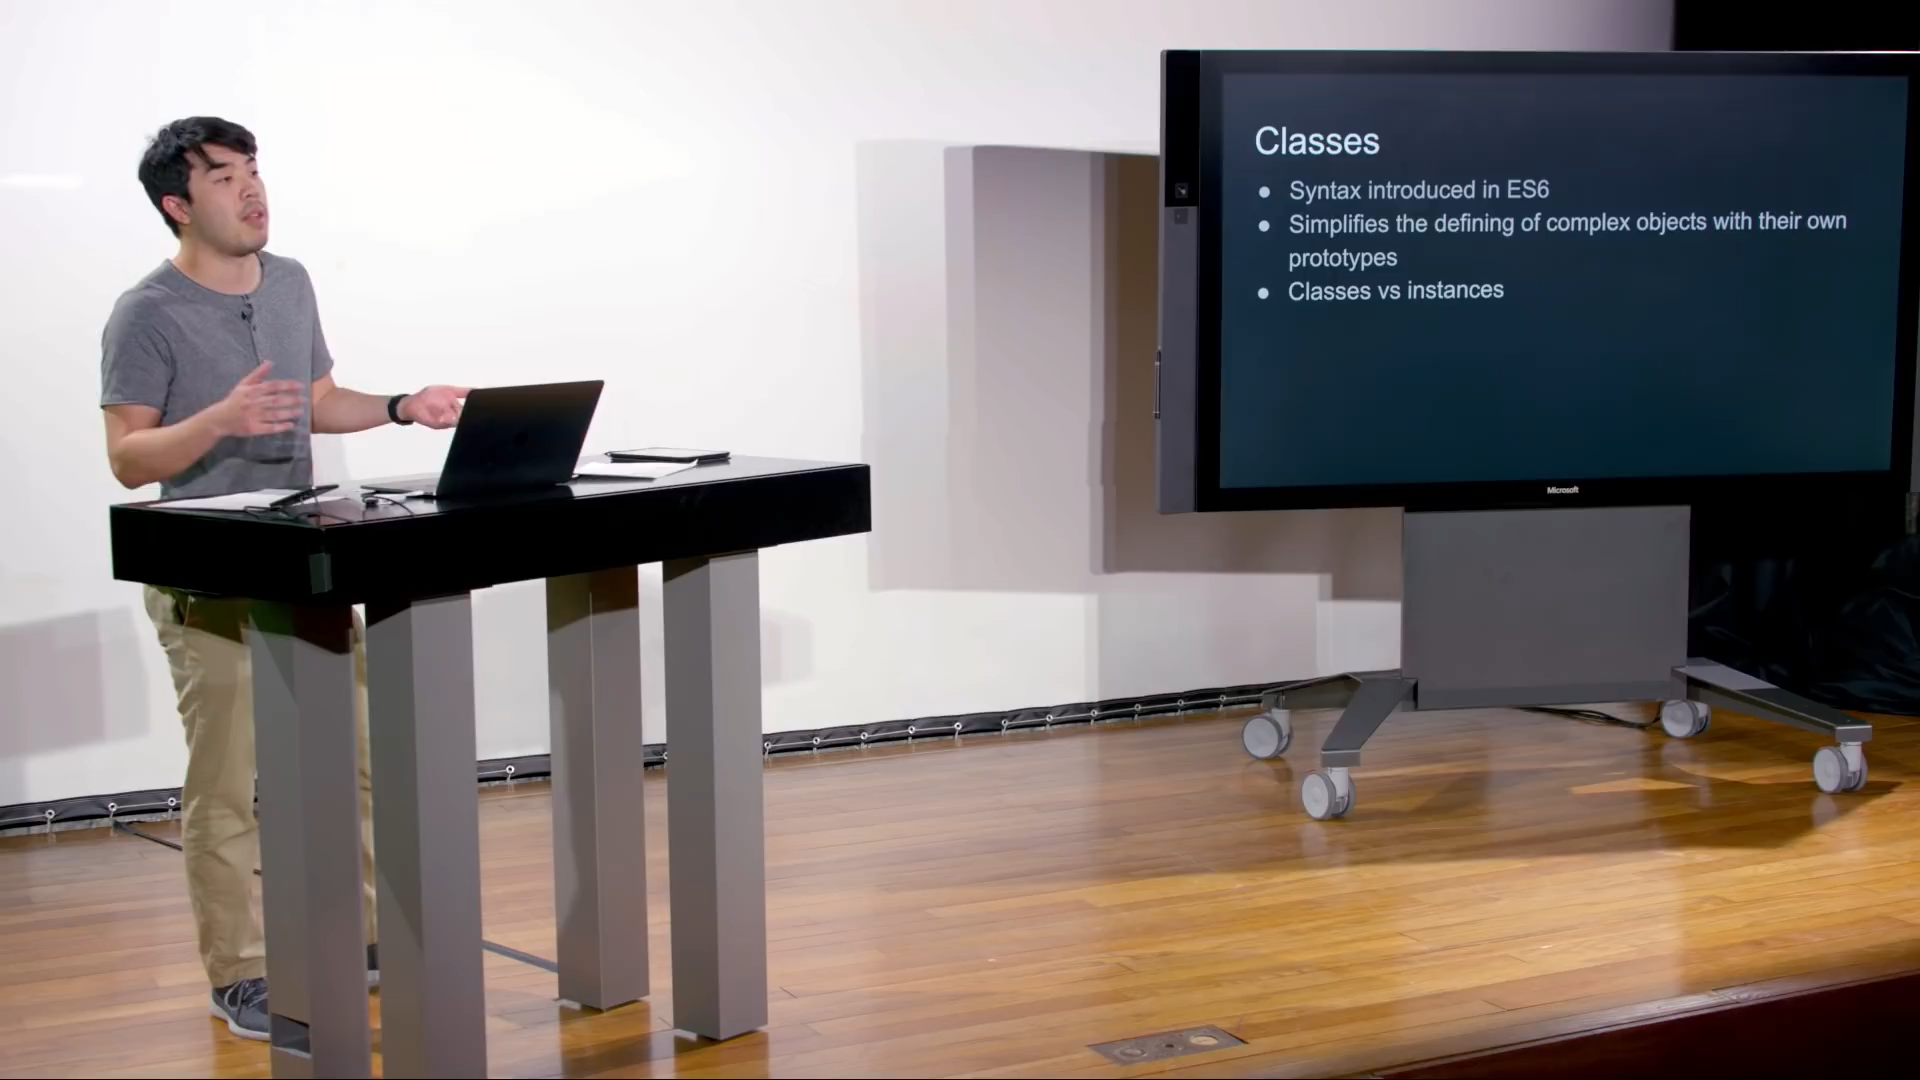 Classes
● Syntax introduced in ES6
● Simplifies the defining of complex objects with their own
prototypes
● Classes vs instances
Microsoft